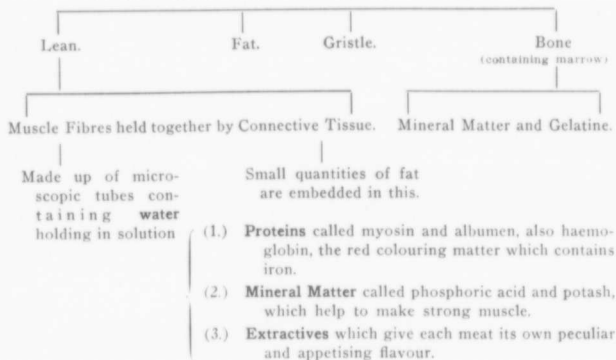 Lean. Fat. Gristle. Bone
(containing marrow)
Muscle Fibres held together by Connective Tissue. Mineral Matter and Gelatine.
Made up of micro-
scopic tubes con-
taining water
holding in solution
Small quantities of fat
are embedded in this.
(1.) Proteins called myosin and albumen, also haemo-
globin, the red colouring matter which contains
iron.
(2.) Mineral Matter called phosphoric acid and potash,
which help to make strong muscle.
(3.) Extractives which give each meat its own peculiar
and appetising flavour.